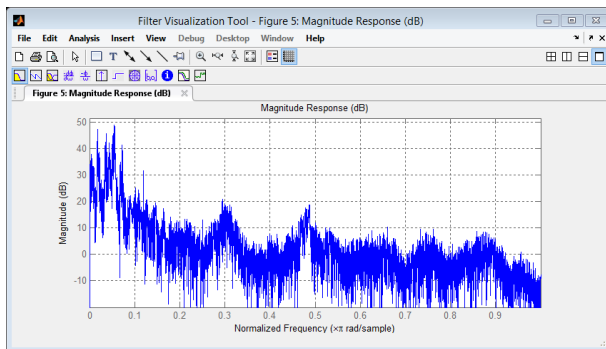 Filter Visualization Tool - Figure 5: Magnitude Response (dB)
File Edit Analysis Insert View Debug Desktop Window Help
Figure 5: Magnitude Response (dB)
Magnitude Response (dB)
50
40
30
20
10
0
-10
Magnitude (dB)
0 0.1 0.2 0.3 0.4 0.5 0.6 0.7 0.8 0.9
Normalized Frequency (×π rad/sample)